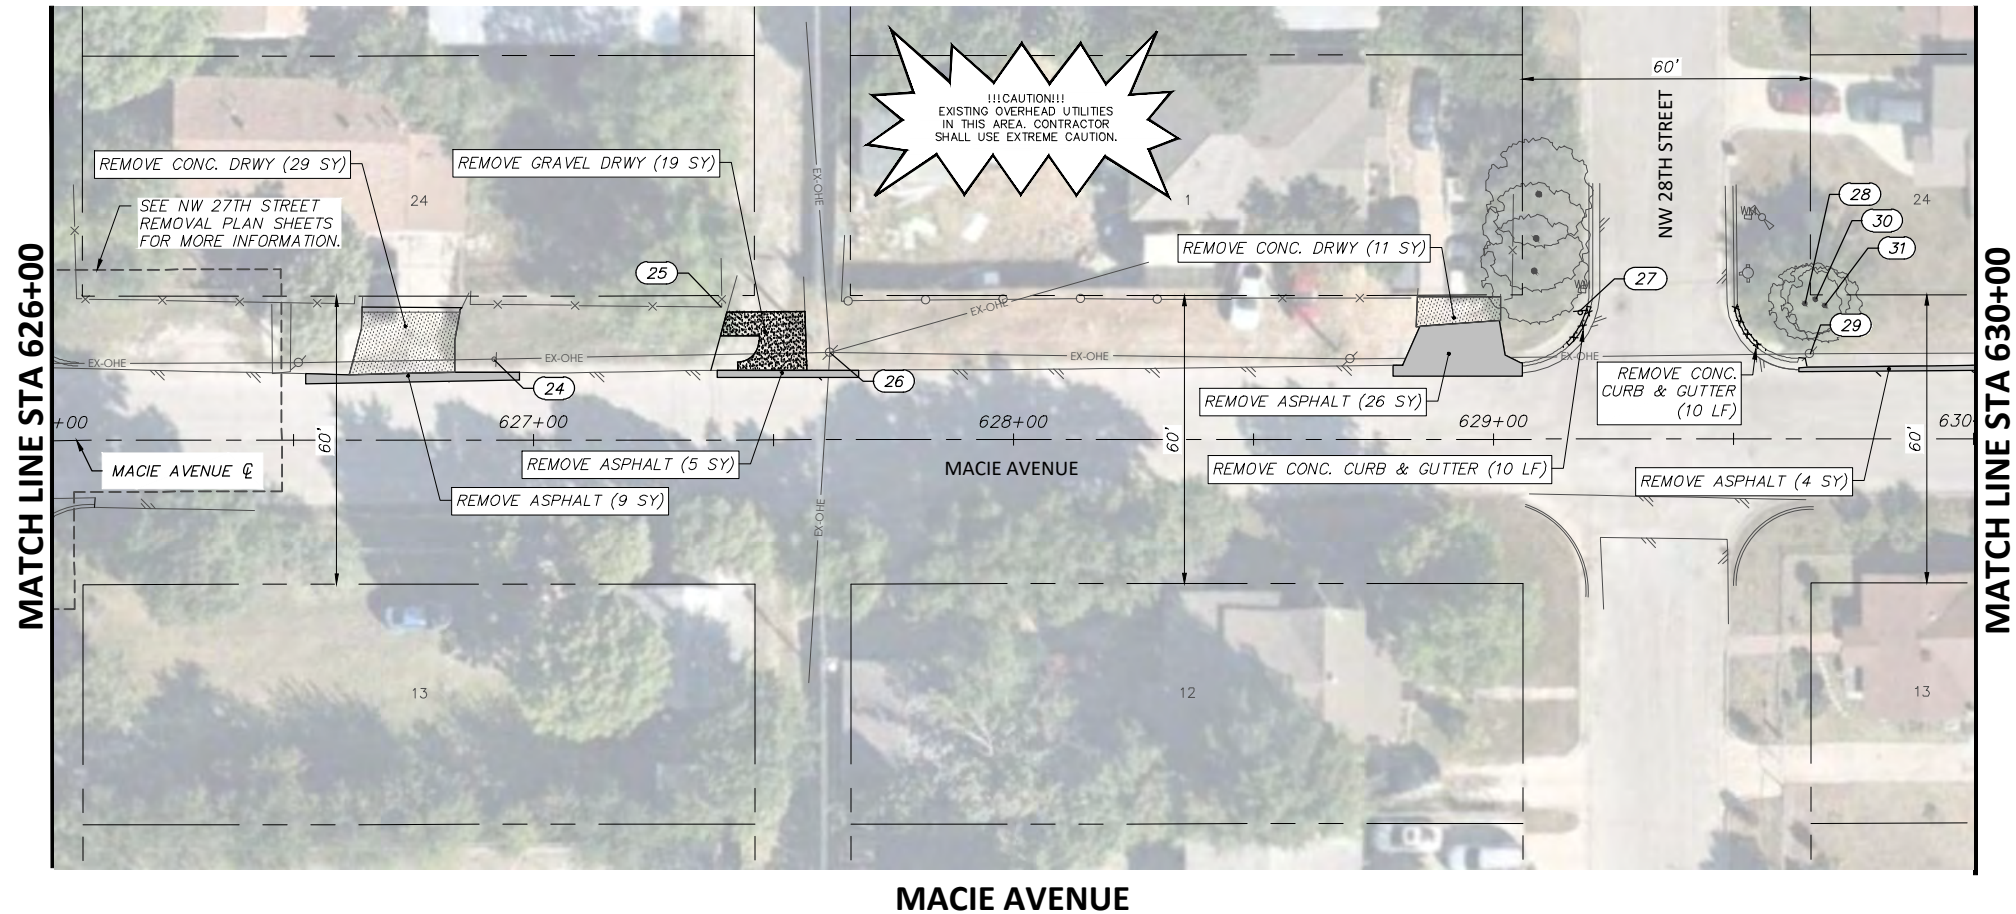 !!!CAUTION!!!
EXISTING OVERHEAD UTILITIES
IN THIS AREA. CONTRACTOR
SHALL USE EXTREME CAUTION.
60'
NW 28TH STREET
REMOVE CONC. DRWY (29 SY)
REMOVE GRAVEL DRWY (19 SY)
EX-OHE
SEE NW 27TH STREET
REMOVAL PLAN SHEETS
FOR MORE INFORMATION.
24
1
24
28
30
31
WM
REMOVE CONC. DRWY (11 SY)
25
27
WM
EX-OHE
29
EX-OHE
EX-OHE
EX-OHE
EX-OHE
24
26
REMOVE CONC.
CURB & GUTTER
(10 LF)
REMOVE ASPHALT (26 SY)
+00
627+00
628+00
629+00
630
60'
60'
60'
MACIE AVENUE ℄
REMOVE ASPHALT (5 SY)
MACIE AVENUE
REMOVE CONC. CURB & GUTTER (10 LF)
REMOVE ASPHALT (4 SY)
REMOVE ASPHALT (9 SY)
EX-OHE
13
12
13
MATCH LINE STA 626+00
MATCH LINE STA 630+00
MACIE AVENUE